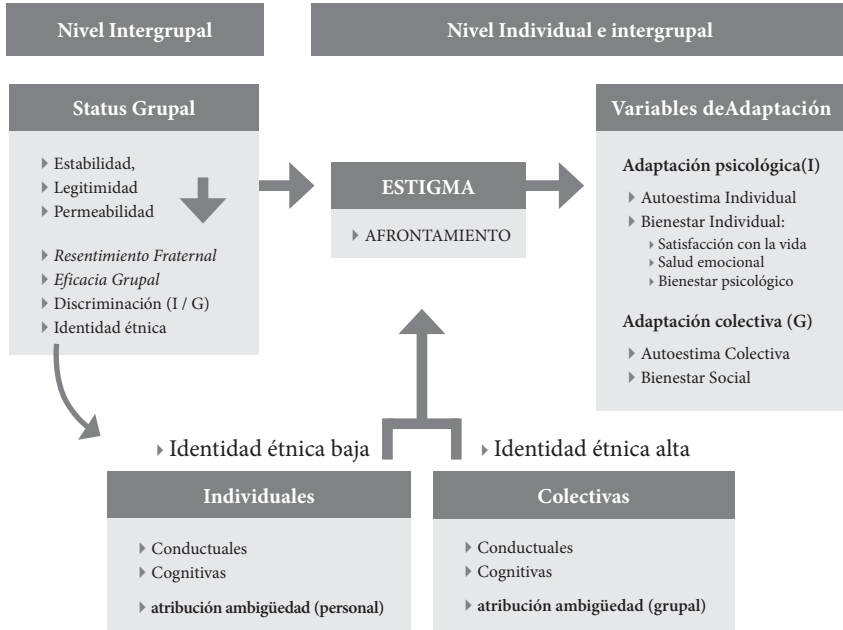 Nivel Intergrupal
Nivel Individual e intergrupal
Status Grupal
Estabilidad,
Legitimidad
Permeabilidad
Resentimiento Fraternal
Eficacia Grupal
Discriminación (I / G)
Identidad étnica
ESTIGMA
AFRONTAMIENTO
Variables deAdaptación
Adaptación psicológica(I)
Autoestima Individual
Bienestar Individual:
Satisfacción con la vida
Salud emocional
Bienestar psicológico
Adaptación colectiva (G)
Autoestima Colectiva
Bienestar Social
Identidad étnica baja
Identidad étnica alta
Individuales
Conductuales
Cognitivas
atribución ambigüedad (personal)
Colectivas
Conductuales
Cognitivas
atribución ambigüedad (grupal)